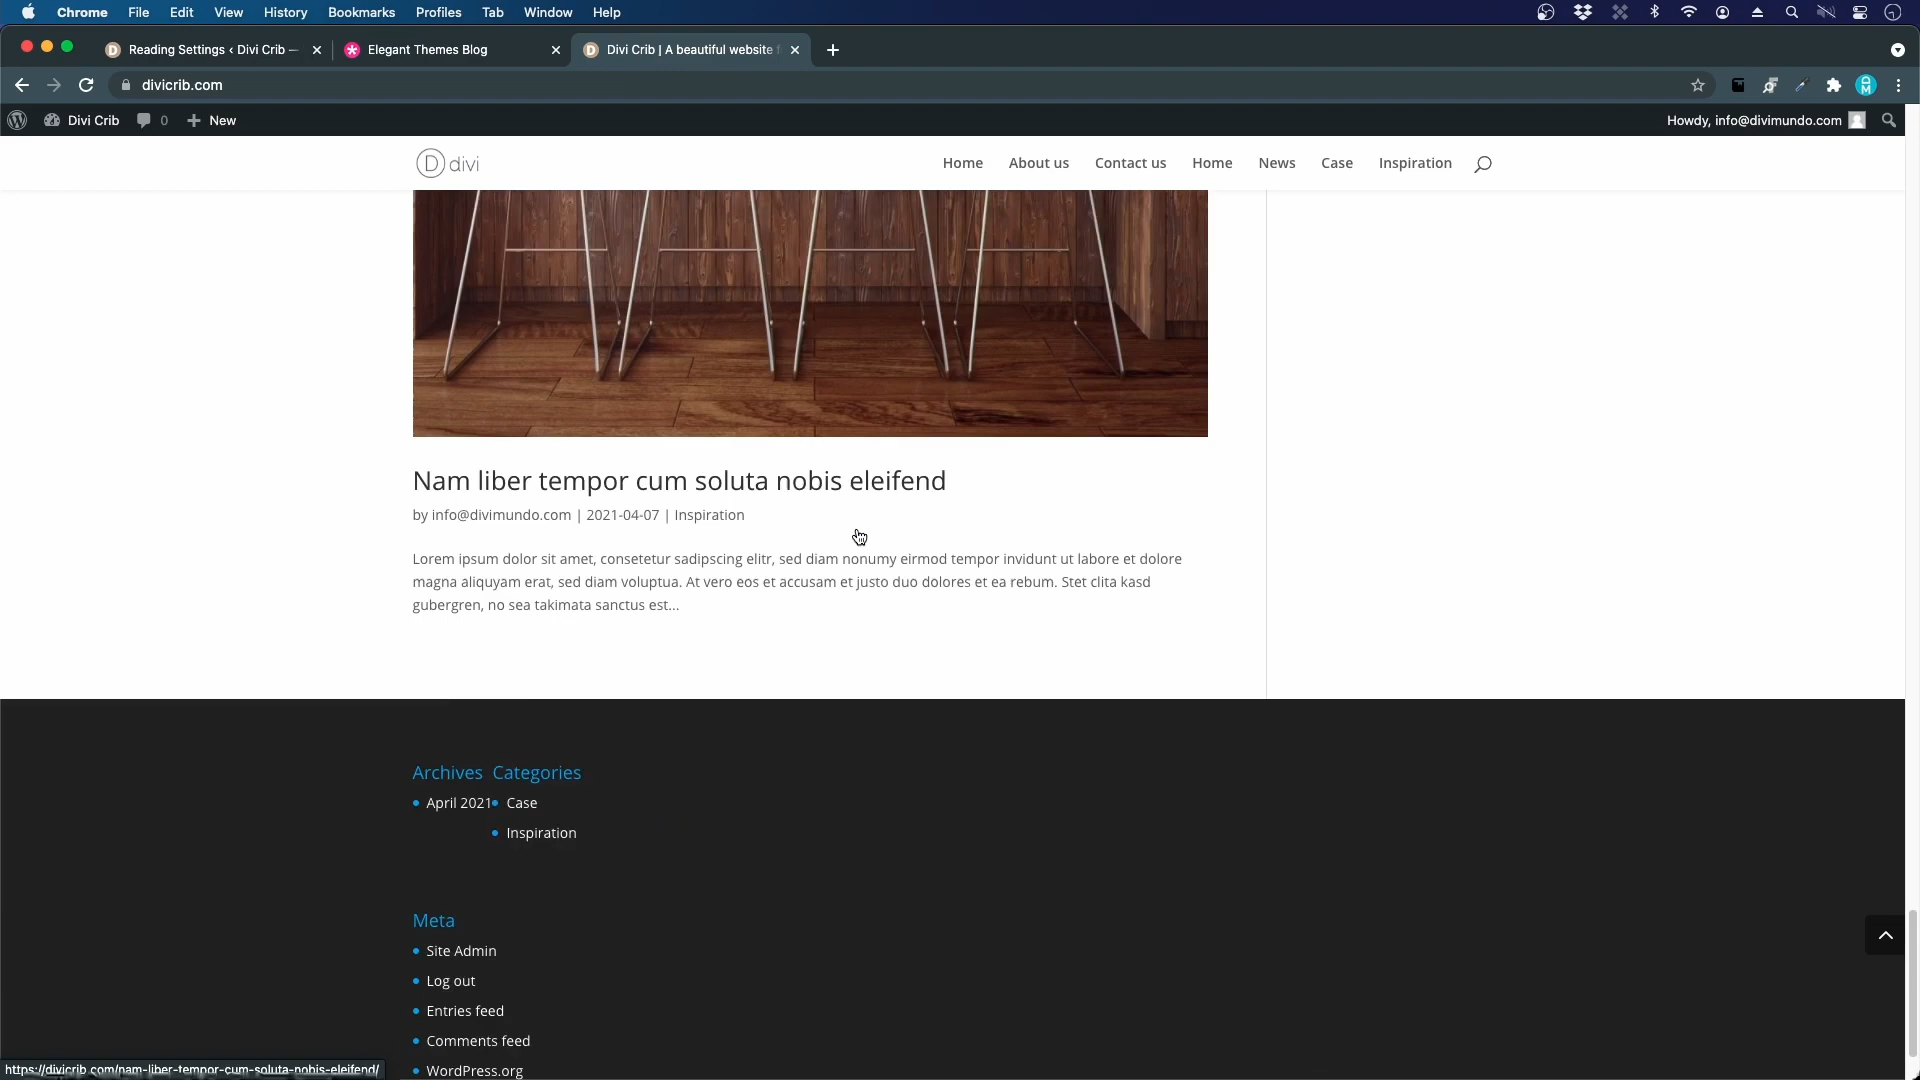 Chrome File Edit View History Bookmarks Profiles Tab Window Help
Reading Settings ‹ Divi Crib — Elegant Themes Blog Divi Crib | A beautiful website f
divicrib.com
Divi Crib 0 New Howdy, info@divimundo.com
D divi Home About us Contact us Home News Case Inspiration
Nam liber tempor cum soluta nobis eleifend
by info@divimundo.com | 2021-04-07 | Inspiration
Lorem ipsum dolor sit amet, consetetur sadipscing elitr, sed diam nonumy eirmod tempor invidunt ut labore et dolore
magna aliquyam erat, sed diam voluptua. At vero eos et accusam et justo duo dolores et ea rebum. Stet clita kasd
gubergren, no sea takimata sanctus est...
Archives Categories
April 2021 Case
Inspiration
Meta
Site Admin
Log out
Entries feed
Comments feed
WordPress.org
https://divicrib.com/nam-liber-tempor-cum-soluta-nobis-eleifend/